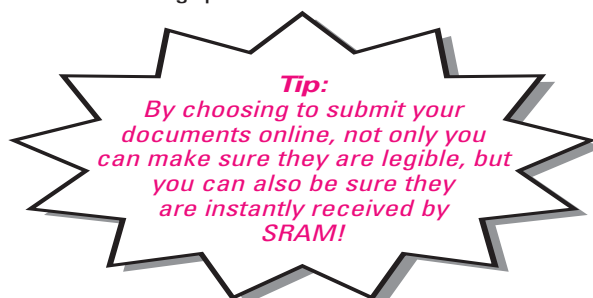 Tip:
By choosing to submit your
documents online, not only you
can make sure they are legible, but
you can also be sure they
are instantly received by
SRAM!